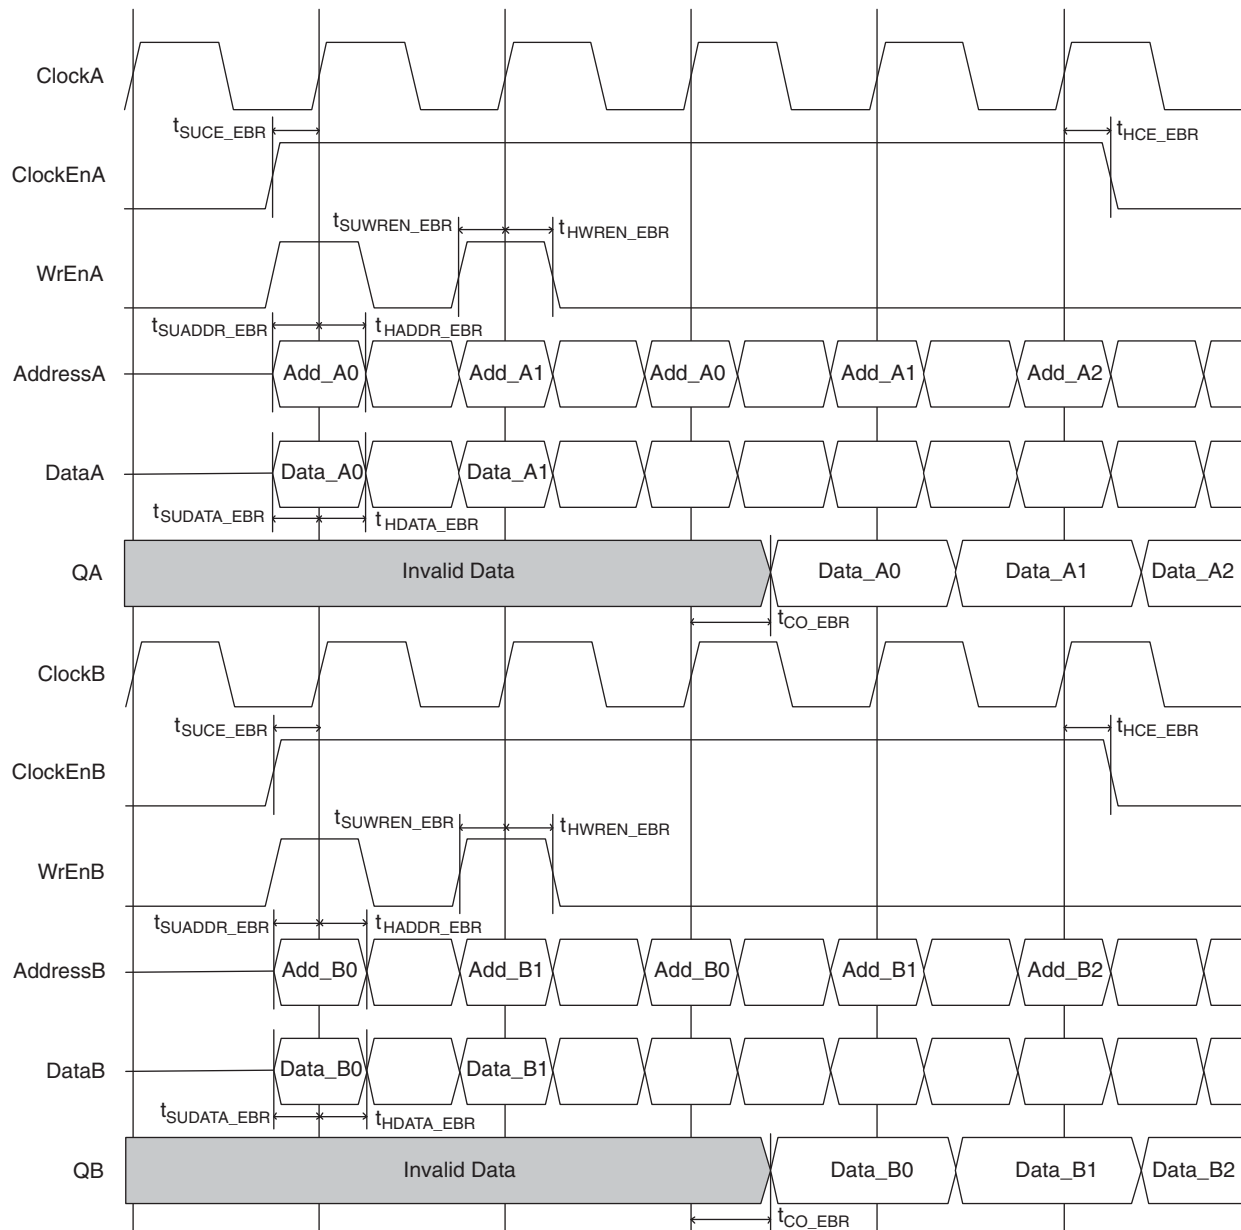 ClockA
tSUCE_EBR
tHCE_EBR
ClockEnA
tSUWREN_EBR
tHWREN_EBR
WrEnA
tSUADDR_EBR
tHADDR_EBR
AddressA
Add_A0
Add_A1
Add_A0
Add_A1
Add_A2
DataA
Data_A0
Data_A1
tSUDATA_EBR
tHDATA_EBR
QA
Invalid Data
Data_A0
Data_A1
Data_A2
tCO_EBR
ClockB
tSUCE_EBR
tHCE_EBR
ClockEnB
tSUWREN_EBR
tHWREN_EBR
WrEnB
tSUADDR_EBR
tHADDR_EBR
AddressB
Add_B0
Add_B1
Add_B0
Add_B1
Add_B2
DataB
Data_B0
Data_B1
tSUDATA_EBR
tHDATA_EBR
QB
Invalid Data
Data_B0
Data_B1
Data_B2
tCO_EBR